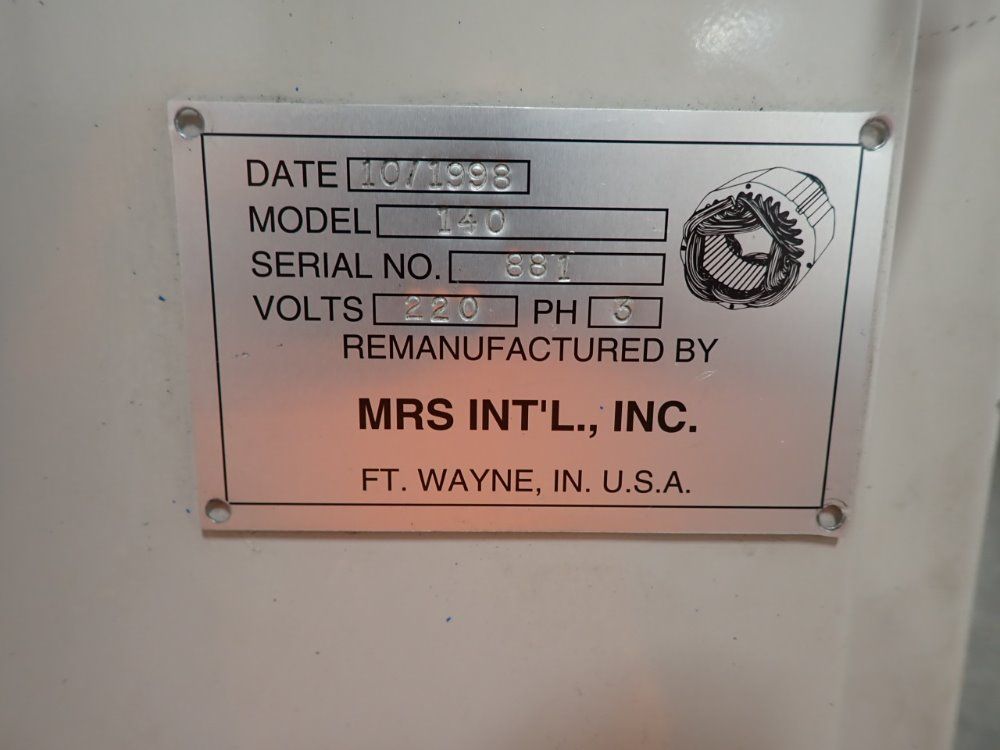 DATE 10/1998
MODEL 140
SERIAL NO. 881
VOLTS 220 PH 3
REMANUFACTURED BY
MRS INT'L., INC.
FT. WAYNE, IN. U.S.A.